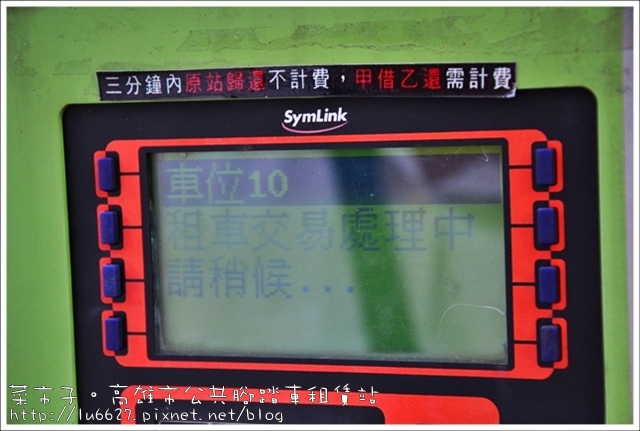 三分鐘內原站歸還不計費，甲借乙還需計費
SymLink
車位10
租車交易處理中
請稍候...
菜市子。高雄市公共腳踏車租賃站
http://lu6627.pixnet.net/blog